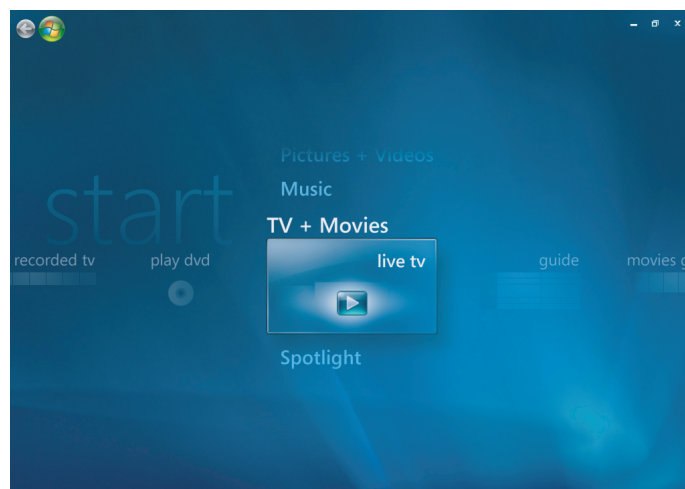 Pictures + Videos
Music
start
TV + Movies
recorded tv
play dvd
live tv
guide
movies g
Spotlight